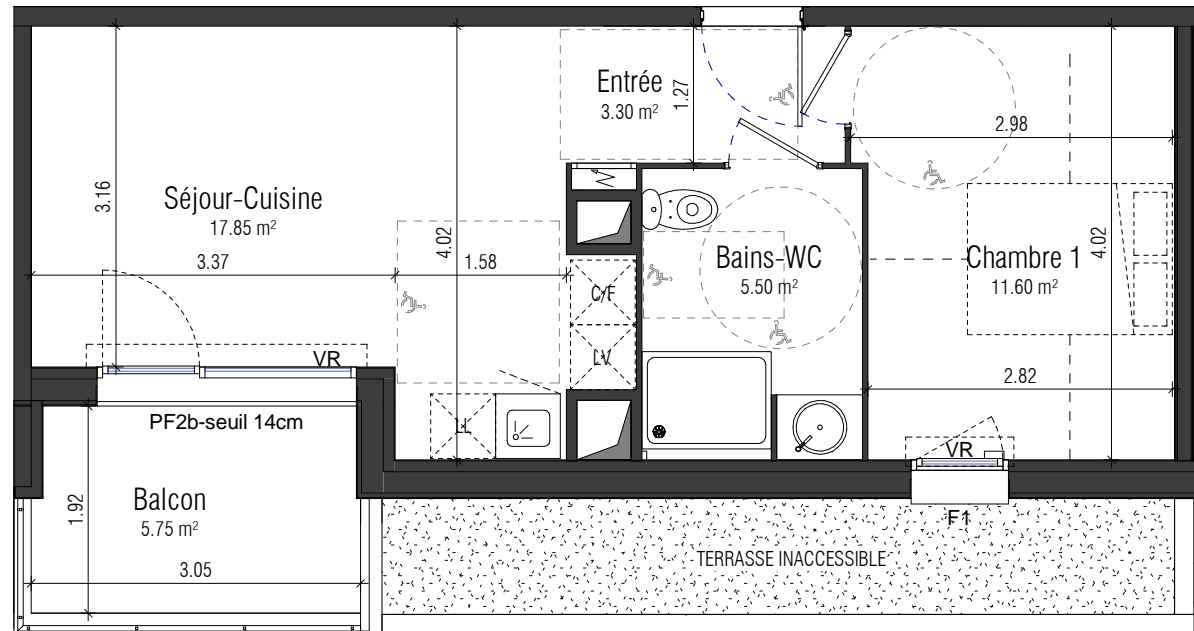 Entrée
3.30 m²
1.27
2.98
3.16
Séjour-Cuisine
17.85 m²
4.02
3.37
1.58
C/F
LV
Bains-WC
5.50 m²
Chambre 1
11.60 m²
4.02
2.82
VR
PF2b-seuil 14cm
LL
VR
F1
Balcon
5.75 m²
1.92
3.05
TERRASSE INACCESSIBLE